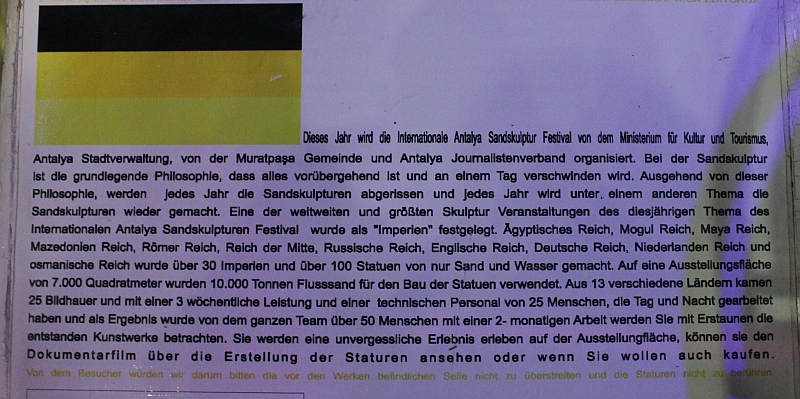 Dieses Jahr wird die Internationale Antalya Sandskulptur Festival von dem Ministerium für Kultur und Tourismus,
Antalya Stadtverwaltung, von der Muratpaşa Gemeinde und Antalya Journalistenverband organisiert. Bei der Sandskulptur
ist die grundlegende Philosophie, dass alles vorübergehend ist und an einem Tag verschwinden wird. Ausgehend von dieser
Philosophie, werden jedes Jahr die Sandskulpturen abgerissen und jedes Jahr wird unter einem anderen Thema die
Sandskulpturen wieder gemacht. Eine der weltweiten und größten Skulptur Veranstaltungen des diesjährigen Thema des
Internationalen Antalya Sandskulpturen Festival wurde als "Imperien" festgelegt. Ägyptisches Reich, Mogul Reich, Maya Reich,
Mazedonien Reich, Römer Reich, Reich der Mitte, Russische Reich, Englische Reich, Deutsche Reich, Niederlanden Reich und
osmanische Reich wurde über 30 Imperien und über 100 Statuen von nur Sand und Wasser gemacht. Auf eine Ausstellungsfläche
von 7.000 Quadratmeter wurden 10.000 Tonnen Flusssand für den Bau der Statuen verwendet. Aus 13 verschiedene Ländern kamen
25 Bildhauer und mit einer 3 wöchentliche Leistung und einer technischen Personal von 25 Menschen, die Tag und Nacht gearbeitet
haben und als Ergebnis wurde von dem ganzen Team über 50 Menschen mit einer 2- monatigen Arbeit werden Sie mit Erstaunen die
entstanden Kunstwerke betrachten. Sie werden eine unvergessliche Erlebnis erleben auf der Ausstellungfläche, können sie den
Dokumentarfilm über die Erstellung der Staturen ansehen oder wenn Sie wollen auch kaufen.
Von dem Besucher würden wir darum bitten die vor den Werken befindlichen Seile nicht zu überstreiten und die Staturen nicht zu berühren.